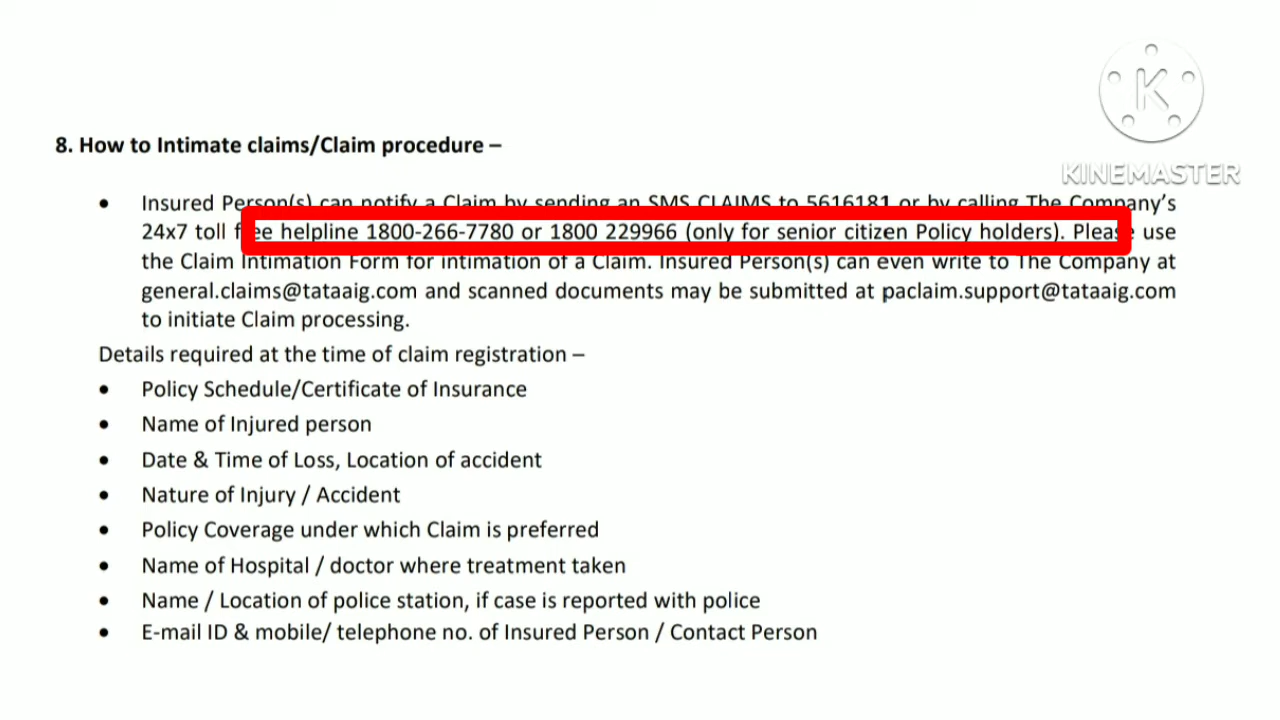 KINEMASTER
8. How to Intimate claims/Claim procedure –
• Insured Person(s) can notify a Claim by sending an SMS CLAIMS to 5616181 or by calling The Company's
24x7 toll free helpline 1800-266-7780 or 1800 229966 (only for senior citizen Policy holders). Please use
the Claim Intimation Form for intimation of a Claim. Insured Person(s) can even write to The Company at
general.claims@tataaig.com and scanned documents may be submitted at paclaim.support@tataaig.com
to initiate Claim processing.
Details required at the time of claim registration –
• Policy Schedule/Certificate of Insurance
• Name of Injured person
• Date & Time of Loss, Location of accident
• Nature of Injury / Accident
• Policy Coverage under which Claim is preferred
• Name of Hospital / doctor where treatment taken
• Name / Location of police station, if case is reported with police
• E-mail ID & mobile/ telephone no. of Insured Person / Contact Person